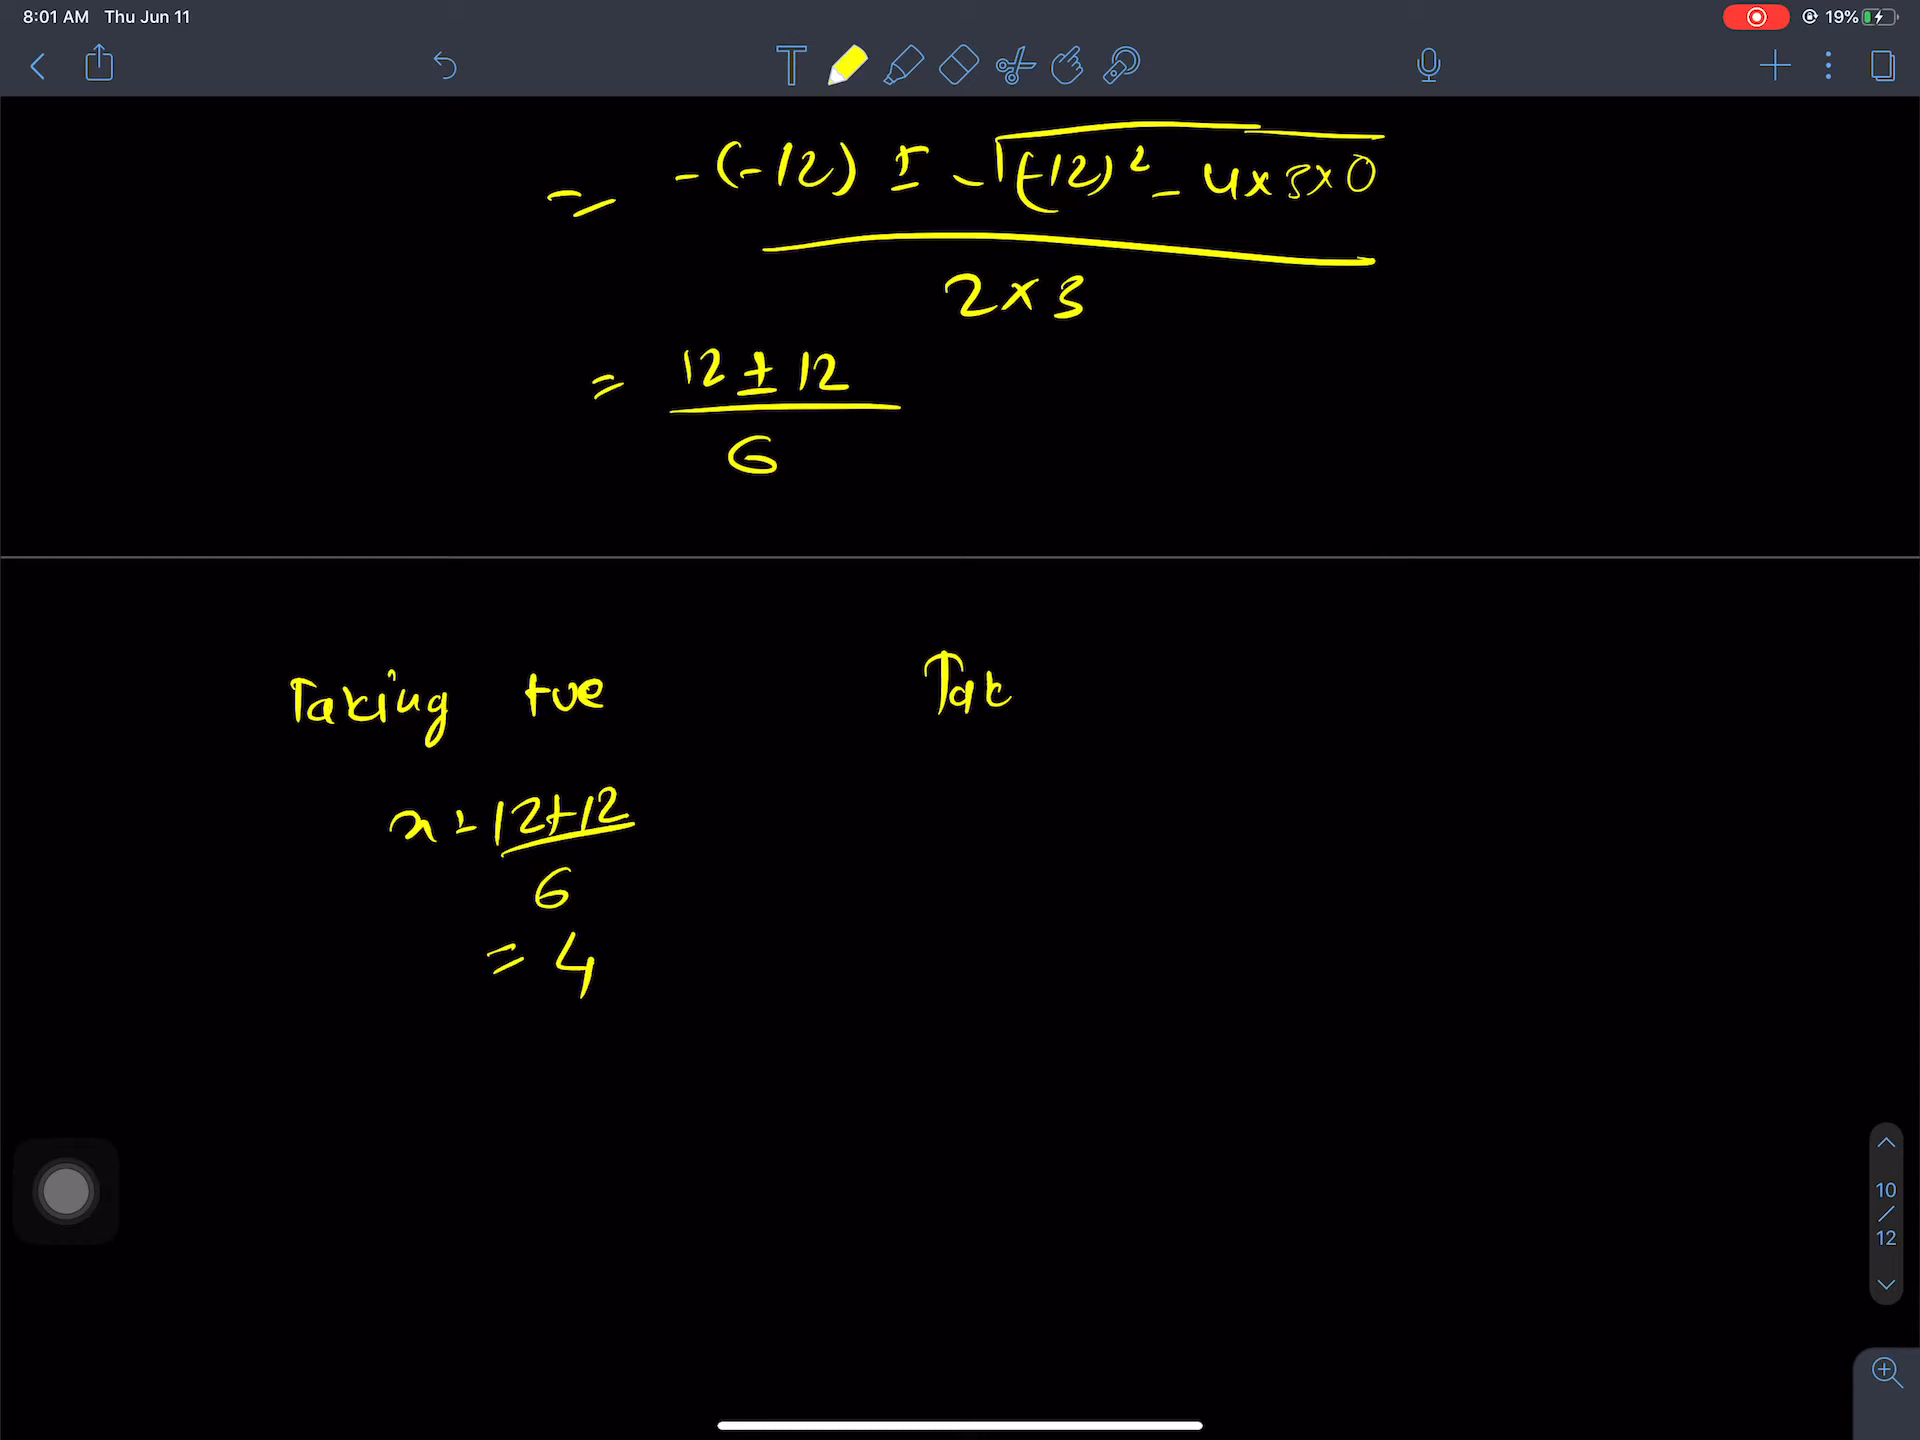 8:01 AM Thu Jun 11 19%
= -(-12) ± √(-12)² - 4×3×0
2×3
= 12 ± 12
6
Taking +ve Tak
x = 12+12
6
= 4
10
/
12